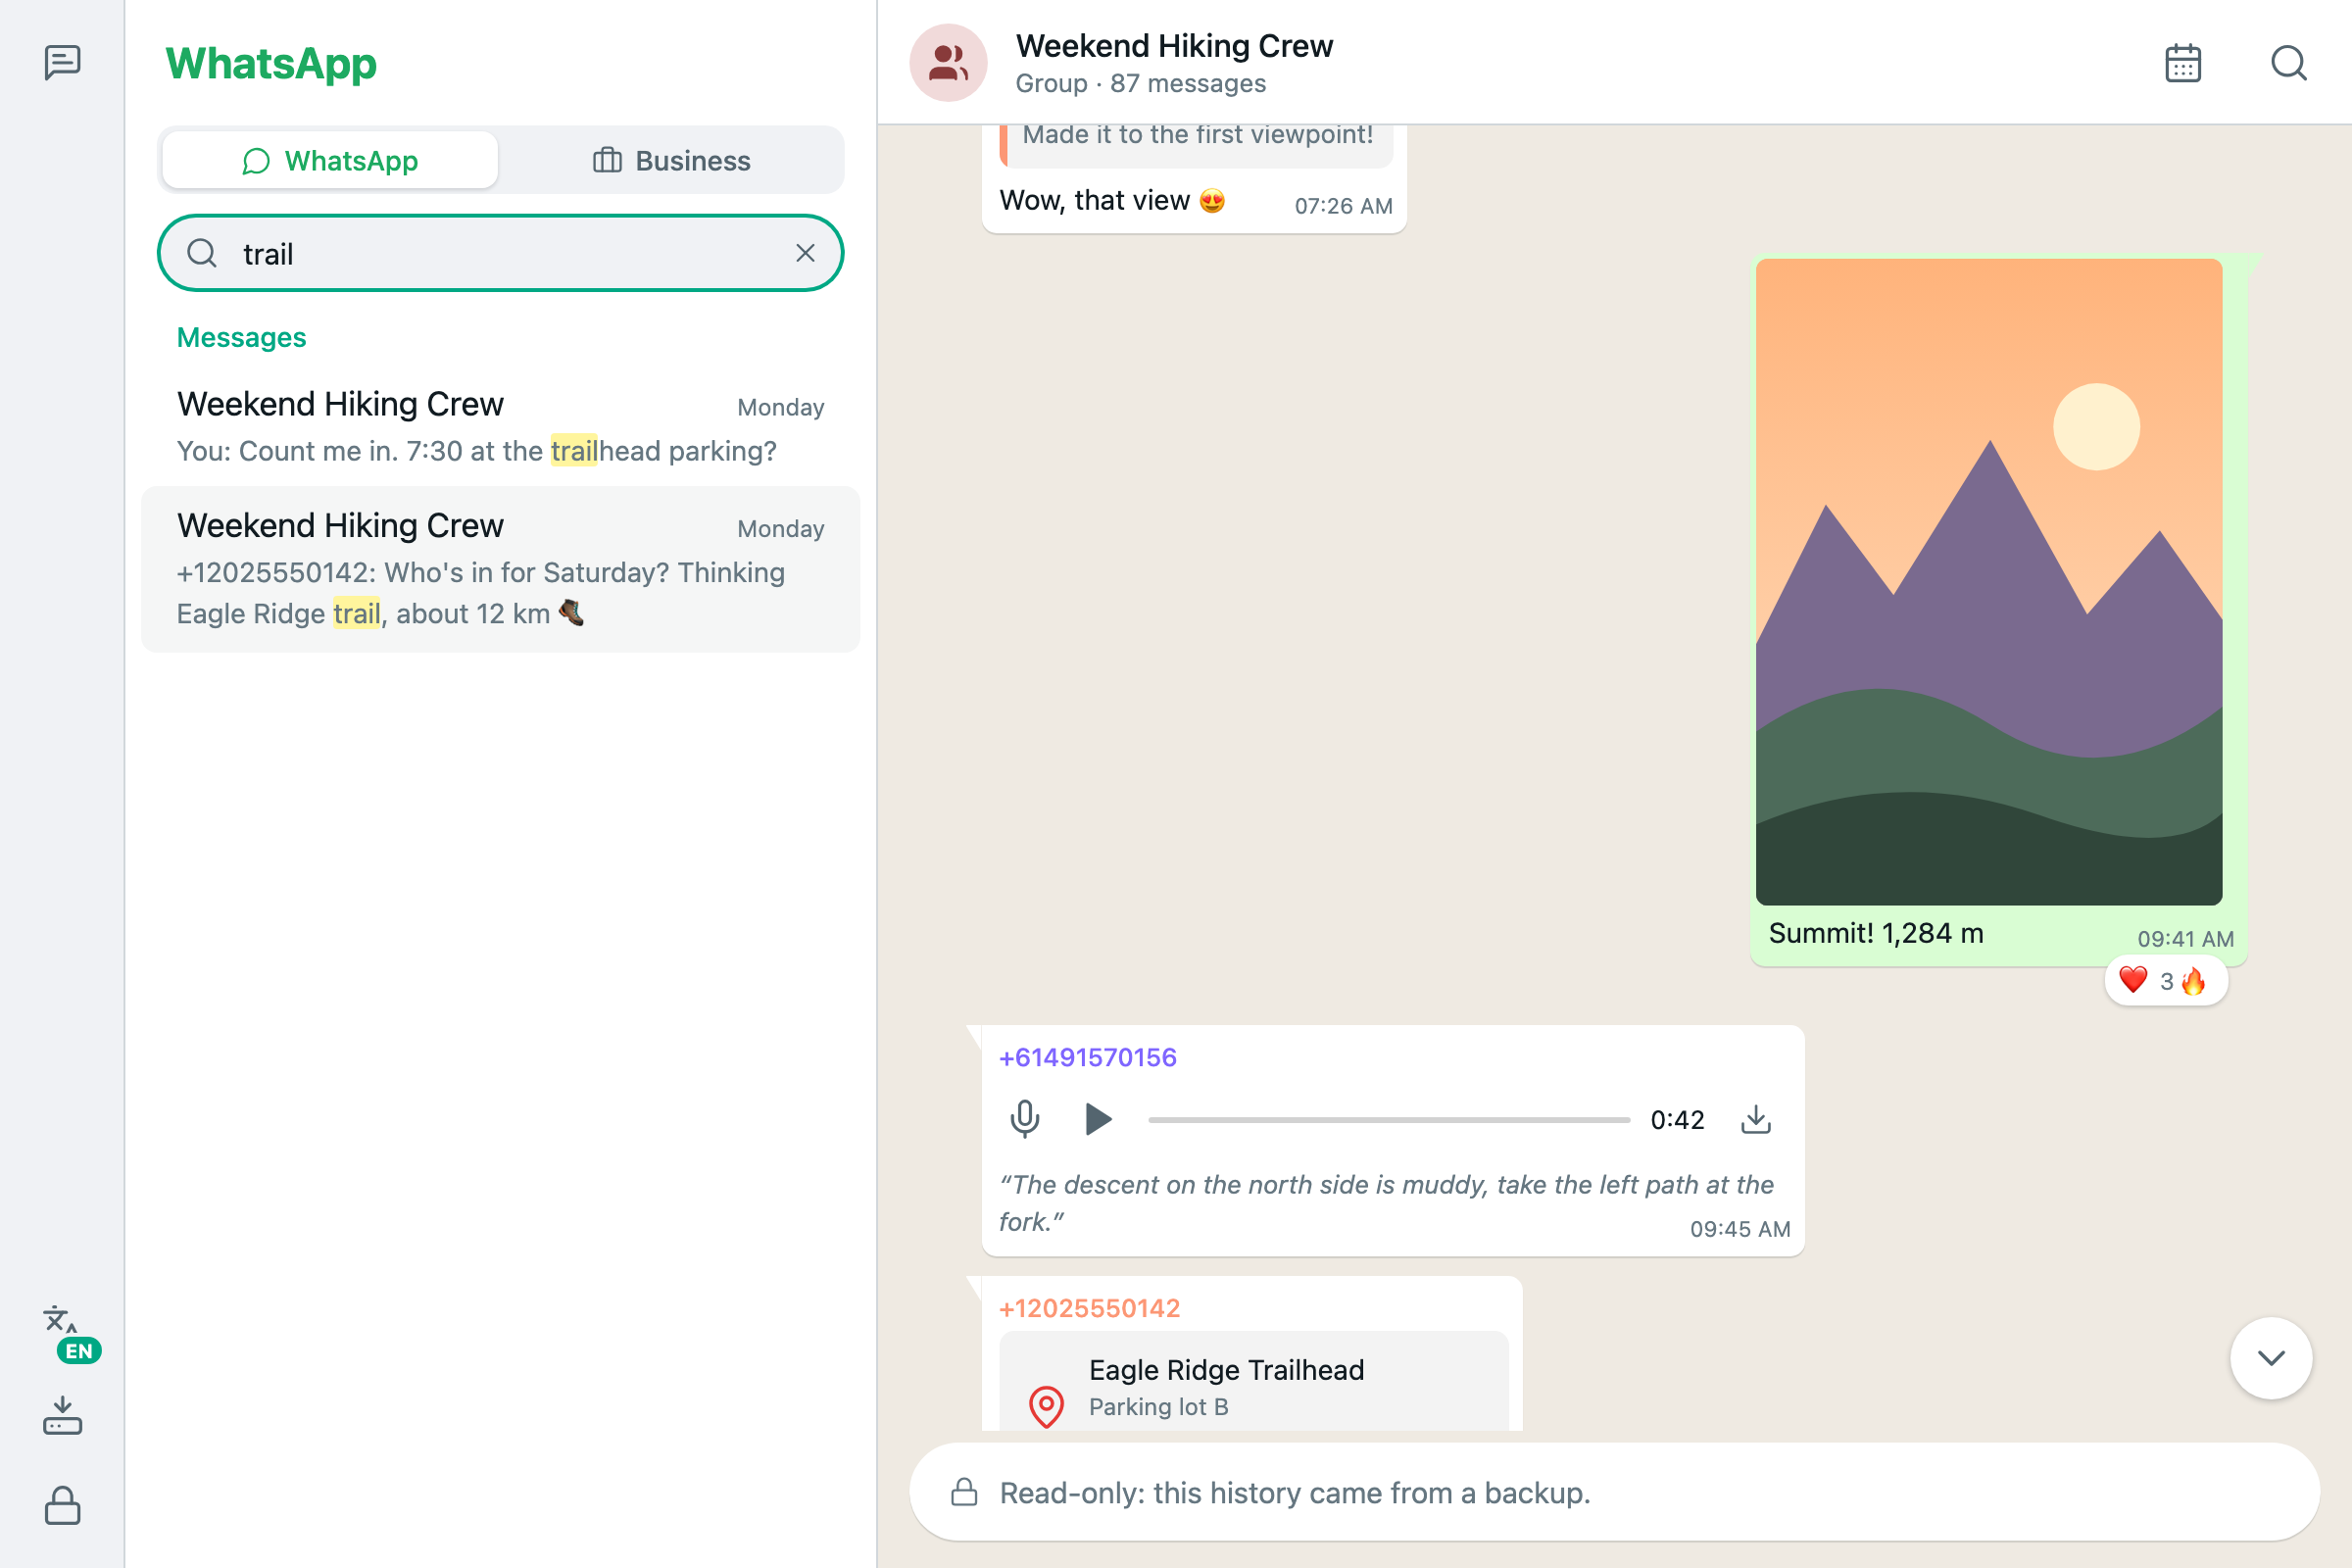 WhatsApp
WhatsApp
Business
trail
Messages
Weekend Hiking Crew
Monday
You: Count me in. 7:30 at the trailhead parking?
Weekend Hiking Crew
Monday
+12025550142: Who's in for Saturday? Thinking
Eagle Ridge trail, about 12 km 🥾
EN
Weekend Hiking Crew
Group · 87 messages
Made it to the first viewpoint!
Wow, that view 😍
07:26 AM
Summit! 1,284 m
09:41 AM
❤️ 3 🔥
+61491570156
0:42
“The descent on the north side is muddy, take the left path at the
fork.”
09:45 AM
+12025550142
Eagle Ridge Trailhead
Parking lot B
Read-only: this history came from a backup.